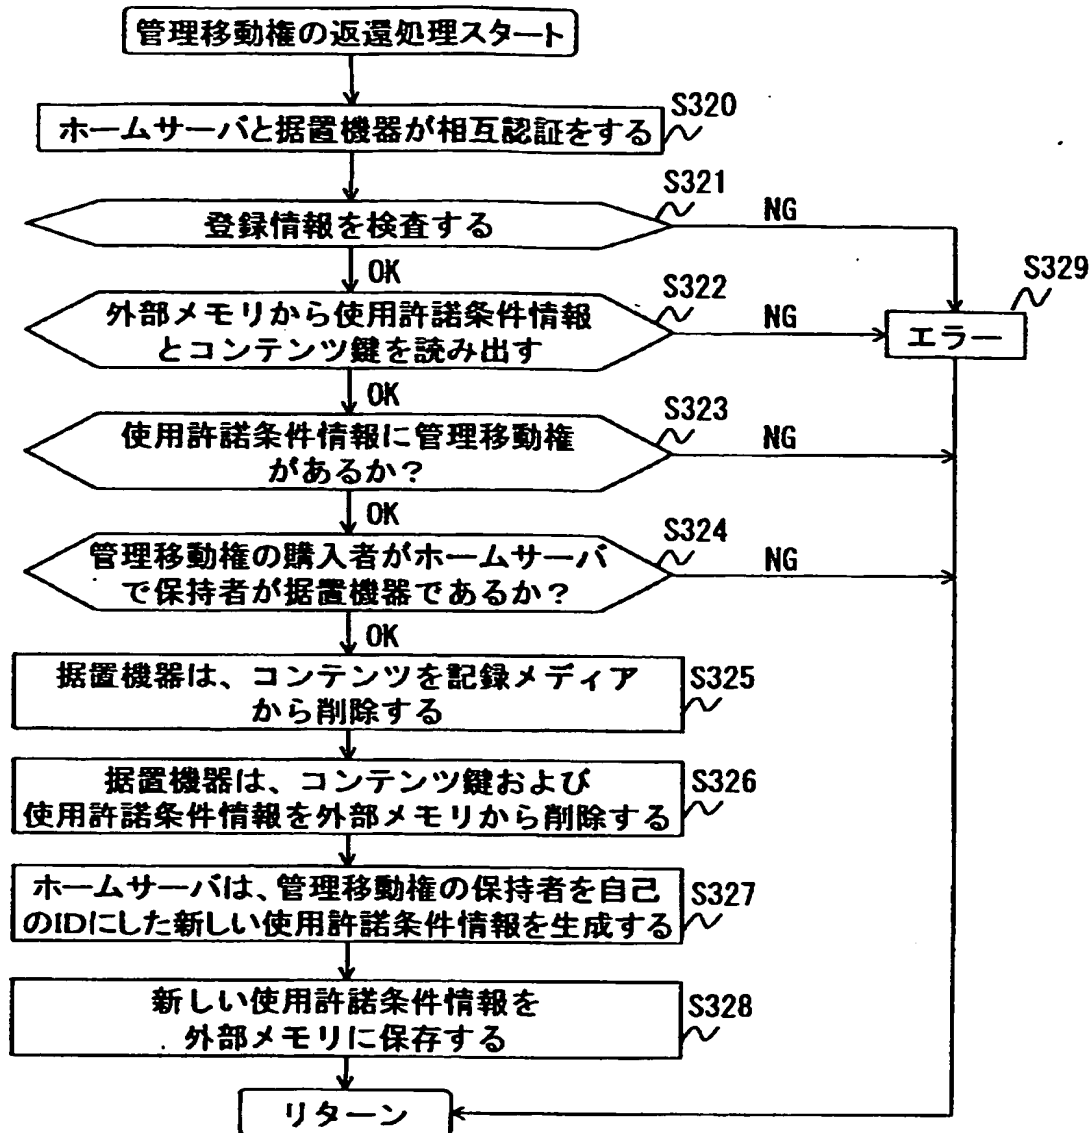 管理移動権の返還処理スタート
S320
ホームサーバと据置機器が相互認証をする
S321
登録情報を検査する
NG
OK
S329
エラー
S322
外部メモリから使用許諾条件情報
とコンテンツ鍵を読み出す
NG
OK
S323
使用許諾条件情報に管理移動権
があるか？
NG
OK
S324
管理移動権の購入者がホームサーバ
で保持者が据置機器であるか？
NG
OK
据置機器は、コンテンツを記録メディア
から削除する
S325
据置機器は、コンテンツ鍵および
使用許諾条件情報を外部メモリから削除する
S326
ホームサーバは、管理移動権の保持者を自己
のIDにした新しい使用許諾条件情報を生成する
S327
新しい使用許諾条件情報を
外部メモリに保存する
S328
リターン